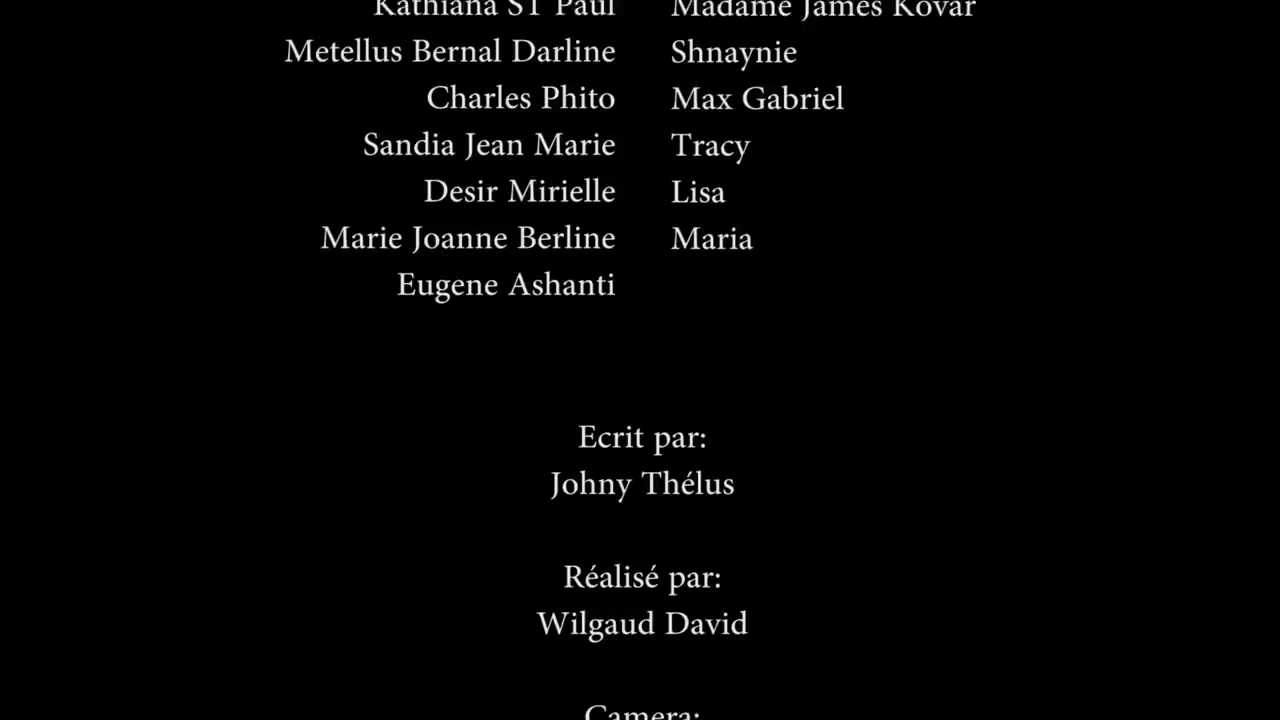 Kathiana ST Paul Madame James Kovar
Metellus Bernal Darline Shnaynie
Charles Phito Max Gabriel
Sandia Jean Marie Tracy
Desir Mirielle Lisa
Marie Joanne Berline Maria
Eugene Ashanti
Ecrit par:
Johny Thélus
Réalisé par:
Wilgaud David
Camera: